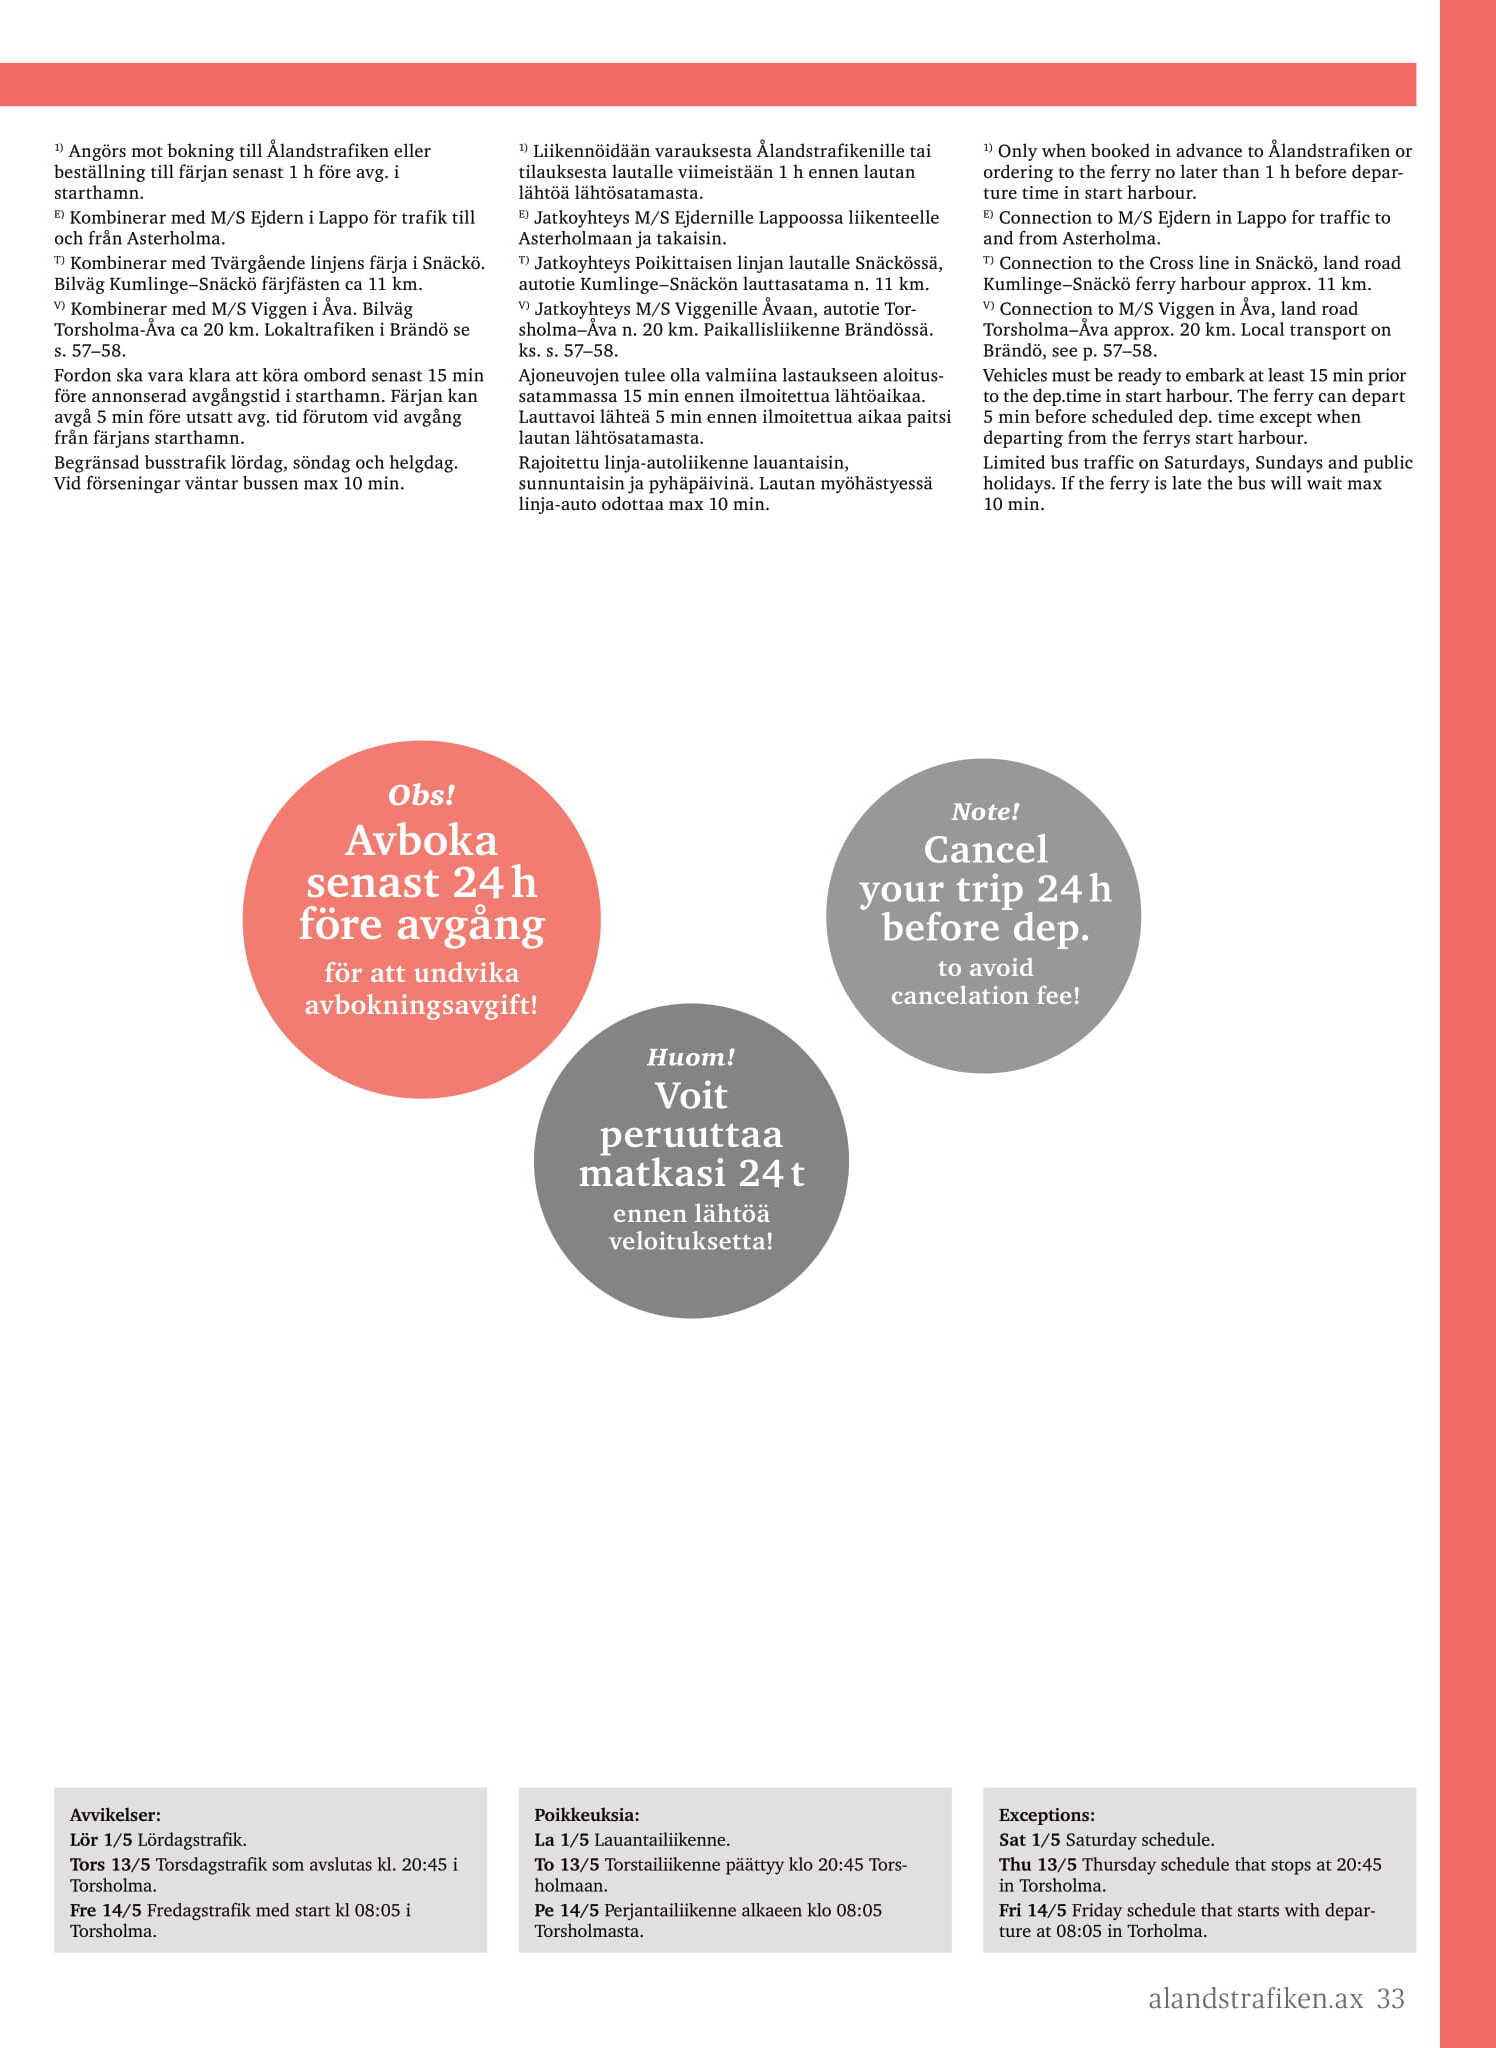 ¹⁾ Angörs mot bokning till Ålandstrafiken eller
beställning till färjan senast 1 h före avg. i
starthamn.
ᴱ⁾ Kombinerar med M/S Ejdern i Lappo för trafik till
och från Asterholma.
ᵀ⁾ Kombinerar med Tvärgående linjens färja i Snäckö.
Bilväg Kumlinge–Snäckö färjfästen ca 11 km.
ⱽ⁾ Kombinerar med M/S Viggen i Åva. Bilväg
Torsholma-Åva ca 20 km. Lokaltrafiken i Brändö se
s. 57–58.
Fordon ska vara klara att köra ombord senast 15 min
före annonserad avgångstid i starthamn. Färjan kan
avgå 5 min före utsatt avg. tid förutom vid avgång
från färjans starthamn.
Begränsad busstrafik lördag, söndag och helgdag.
Vid förseningar väntar bussen max 10 min.
¹⁾ Liikennöidään varauksesta Ålandstrafikenille tai
tilauksesta lautalle viimeistään 1 h ennen lautan
lähtöä lähtösatamasta.
ᴱ⁾ Jatkoyhteys M/S Ejdernille Lappoossa liikenteelle
Asterholmaan ja takaisin.
ᵀ⁾ Jatkoyhteys Poikittaisen linjan lautalle Snäckössä,
autotie Kumlinge–Snäckön lauttasatama n. 11 km.
ⱽ⁾ Jatkoyhteys M/S Viggenille Åvaan, autotie Tor-
sholma–Åva n. 20 km. Paikallisliikenne Brändössä.
ks. s. 57–58.
Ajoneuvojen tulee olla valmiina lastaukseen aloitus-
satammassa 15 min ennen ilmoitettua lähtöaikaa.
Lauttavoi lähteä 5 min ennen ilmoitettua aikaa paitsi
lautan lähtösatamasta.
Rajoitettu linja-autoliikenne lauantaisin,
sunnuntaisin ja pyhäpäivinä. Lautan myöhästyessä
linja-auto odottaa max 10 min.
¹⁾ Only when booked in advance to Ålandstrafiken or
ordering to the ferry no later than 1 h before depar-
ture time in start harbour.
ᴱ⁾ Connection to M/S Ejdern in Lappo for traffic to
and from Asterholma.
ᵀ⁾ Connection to the Cross line in Snäckö, land road
Kumlinge–Snäckö ferry harbour approx. 11 km.
ⱽ⁾ Connection to M/S Viggen in Åva, land road
Torsholma–Åva approx. 20 km. Local transport on
Brändö, see p. 57–58.
Vehicles must be ready to embark at least 15 min prior
to the dep.time in start harbour. The ferry can depart
5 min before scheduled dep. time except when
departing from the ferrys start harbour.
Limited bus traffic on Saturdays, Sundays and public
holidays. If the ferry is late the bus will wait max
10 min.
Obs!
Avboka
senast 24 h
före avgång
för att undvika
avbokningsavgift!
Note!
Cancel
your trip 24 h
before dep.
to avoid
cancelation fee!
Huom!
Voit
peruuttaa
matkasi 24 t
ennen lähtöä
veloituksetta!
Avvikelser:
Lör 1/5 Lördagstrafik.
Tors 13/5 Torsdagstrafik som avslutas kl. 20:45 i
Torsholma.
Fre 14/5 Fredagstrafik med start kl 08:05 i
Torsholma.
Poikkeuksia:
La 1/5 Lauantailiikenne.
To 13/5 Torstailiikenne päättyy klo 20:45 Tors-
holmaan.
Pe 14/5 Perjantailiikenne alkaeen klo 08:05
Torsholmasta.
Exceptions:
Sat 1/5 Saturday schedule.
Thu 13/5 Thursday schedule that stops at 20:45
in Torsholma.
Fri 14/5 Friday schedule that starts with depar-
ture at 08:05 in Torholma.
alandstrafiken.ax 33